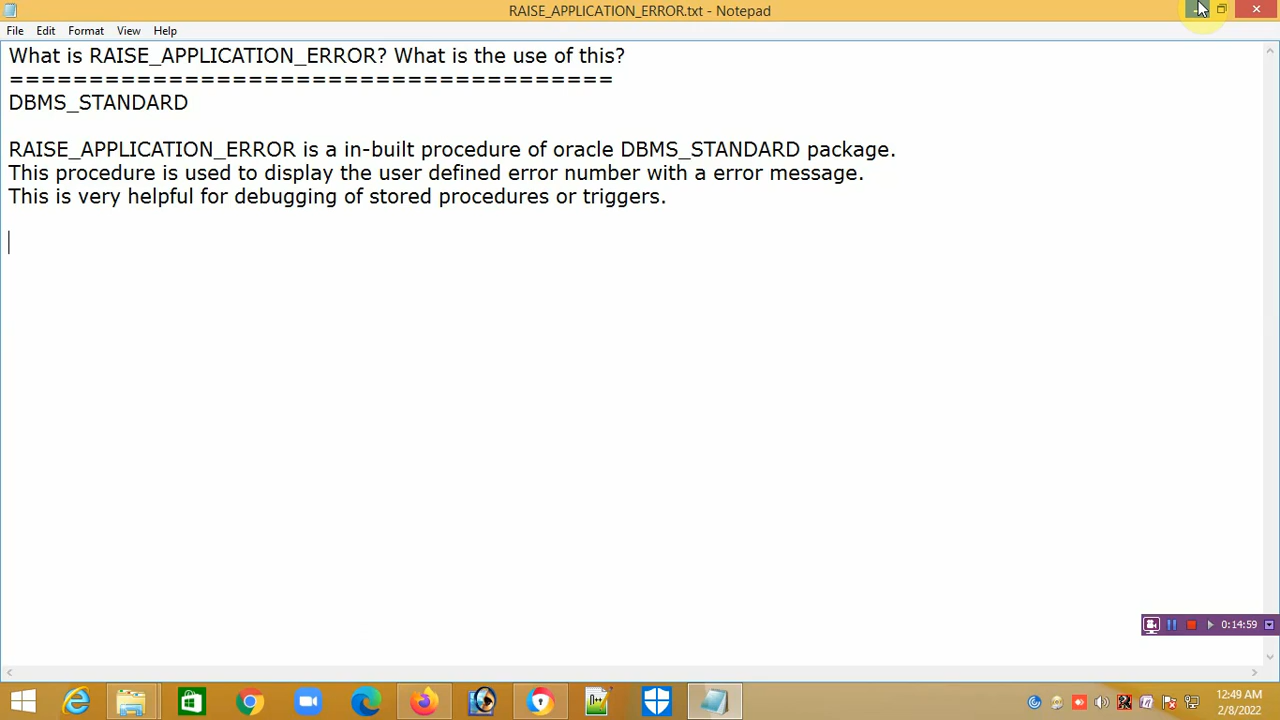 RAISE_APPLICATION_ERROR.txt - Notepad
File Edit Format View Help
What is RAISE_APPLICATION_ERROR? What is the use of this?
======================================
DBMS_STANDARD
RAISE_APPLICATION_ERROR is a in-built procedure of oracle DBMS_STANDARD package.
This procedure is used to display the user defined error number with a error message.
This is very helpful for debugging of stored procedures or triggers.
0:14:59
12:49 AM
2/8/2022